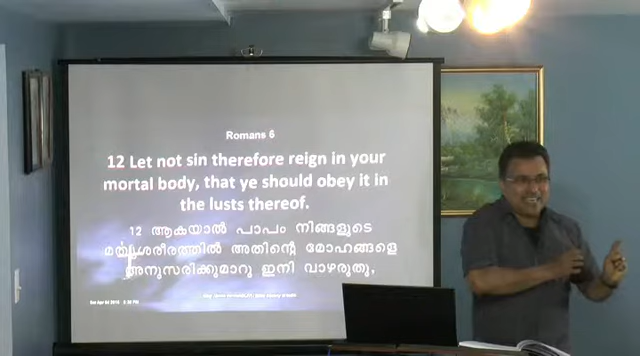 Romans 6
12 Let not sin therefore reign in your
mortal body, that ye should obey it in
the lusts thereof.
12 ആകയാൽ പാപം നിങ്ങളുടെ
മർത്യശരീരത്തിൽ അതിന്റെ മോഹങ്ങളെ
അനുസരിക്കുമാറു ഇനി വാഴരുതു,